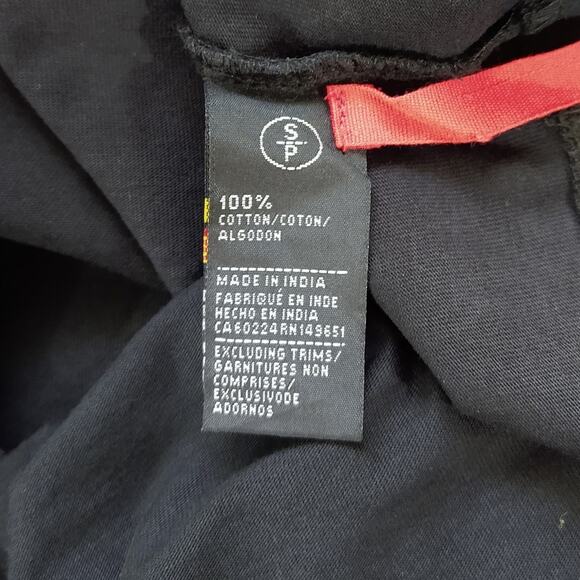 S
P
100%
COTTON/COTON/
ALGODON
MADE IN INDIA
FABRIQUÉ EN INDE
HECHO EN INDIA
CA60224RN149651
EXCLUDING TRIMS/
GARNITURES NON
COMPRISES/
EXCLUSIVODE
ADORNOS